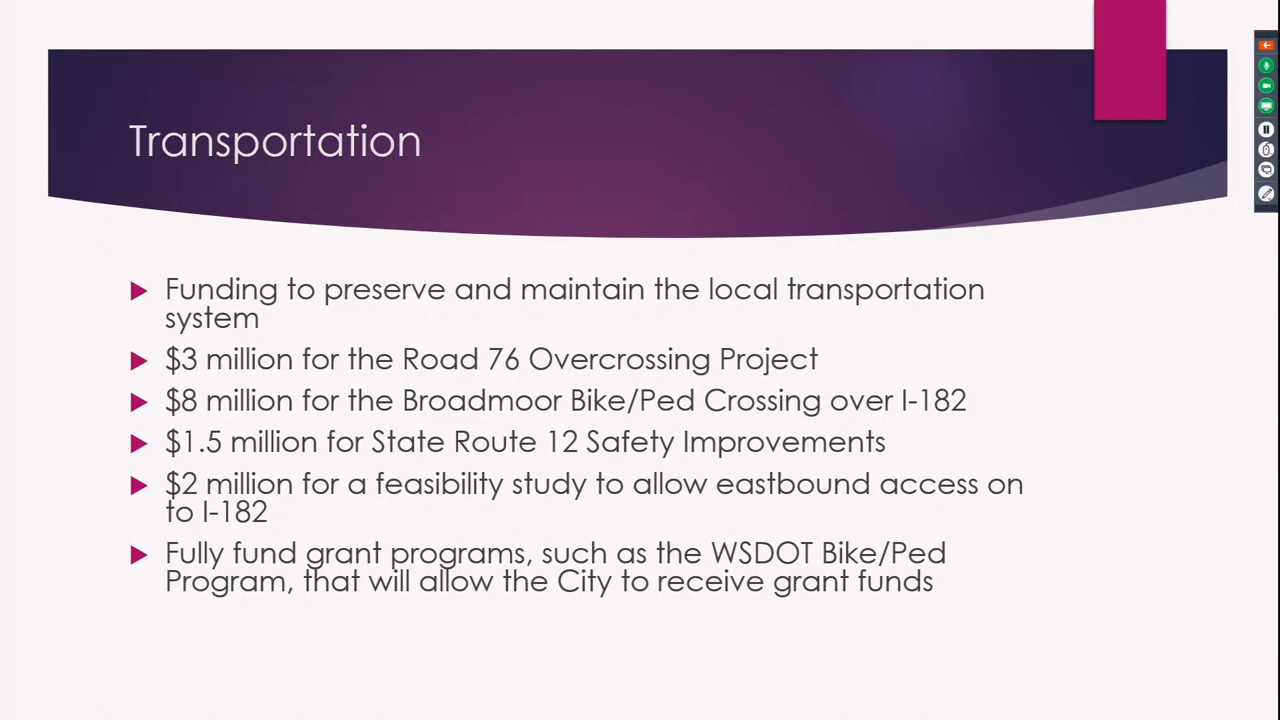 Transportation
Funding to preserve and maintain the local transportation
system
$3 million for the Road 76 Overcrossing Project
$8 million for the Broadmoor Bike/Ped Crossing over I-182
$1.5 million for State Route 12 Safety Improvements
$2 million for a feasibility study to allow eastbound access on
to I-182
Fully fund grant programs, such as the WSDOT Bike/Ped
Program, that will allow the City to receive grant funds